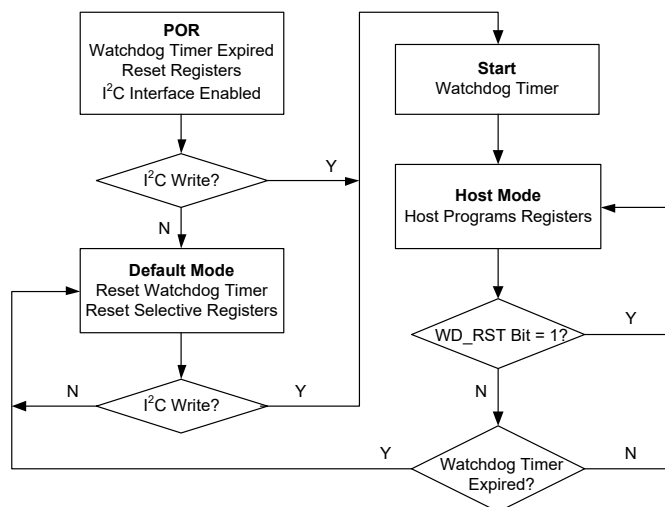 POR
Watchdog Timer Expired
Reset Registers
I²C Interface Enabled
I²C Write?
Y
N
Default Mode
Reset Watchdog Timer
Reset Selective Registers
N
I²C Write?
Y
Start
Watchdog Timer
Host Mode
Host Programs Registers
WD_RST Bit = 1?
Y
N
Y
Watchdog Timer
Expired?
N